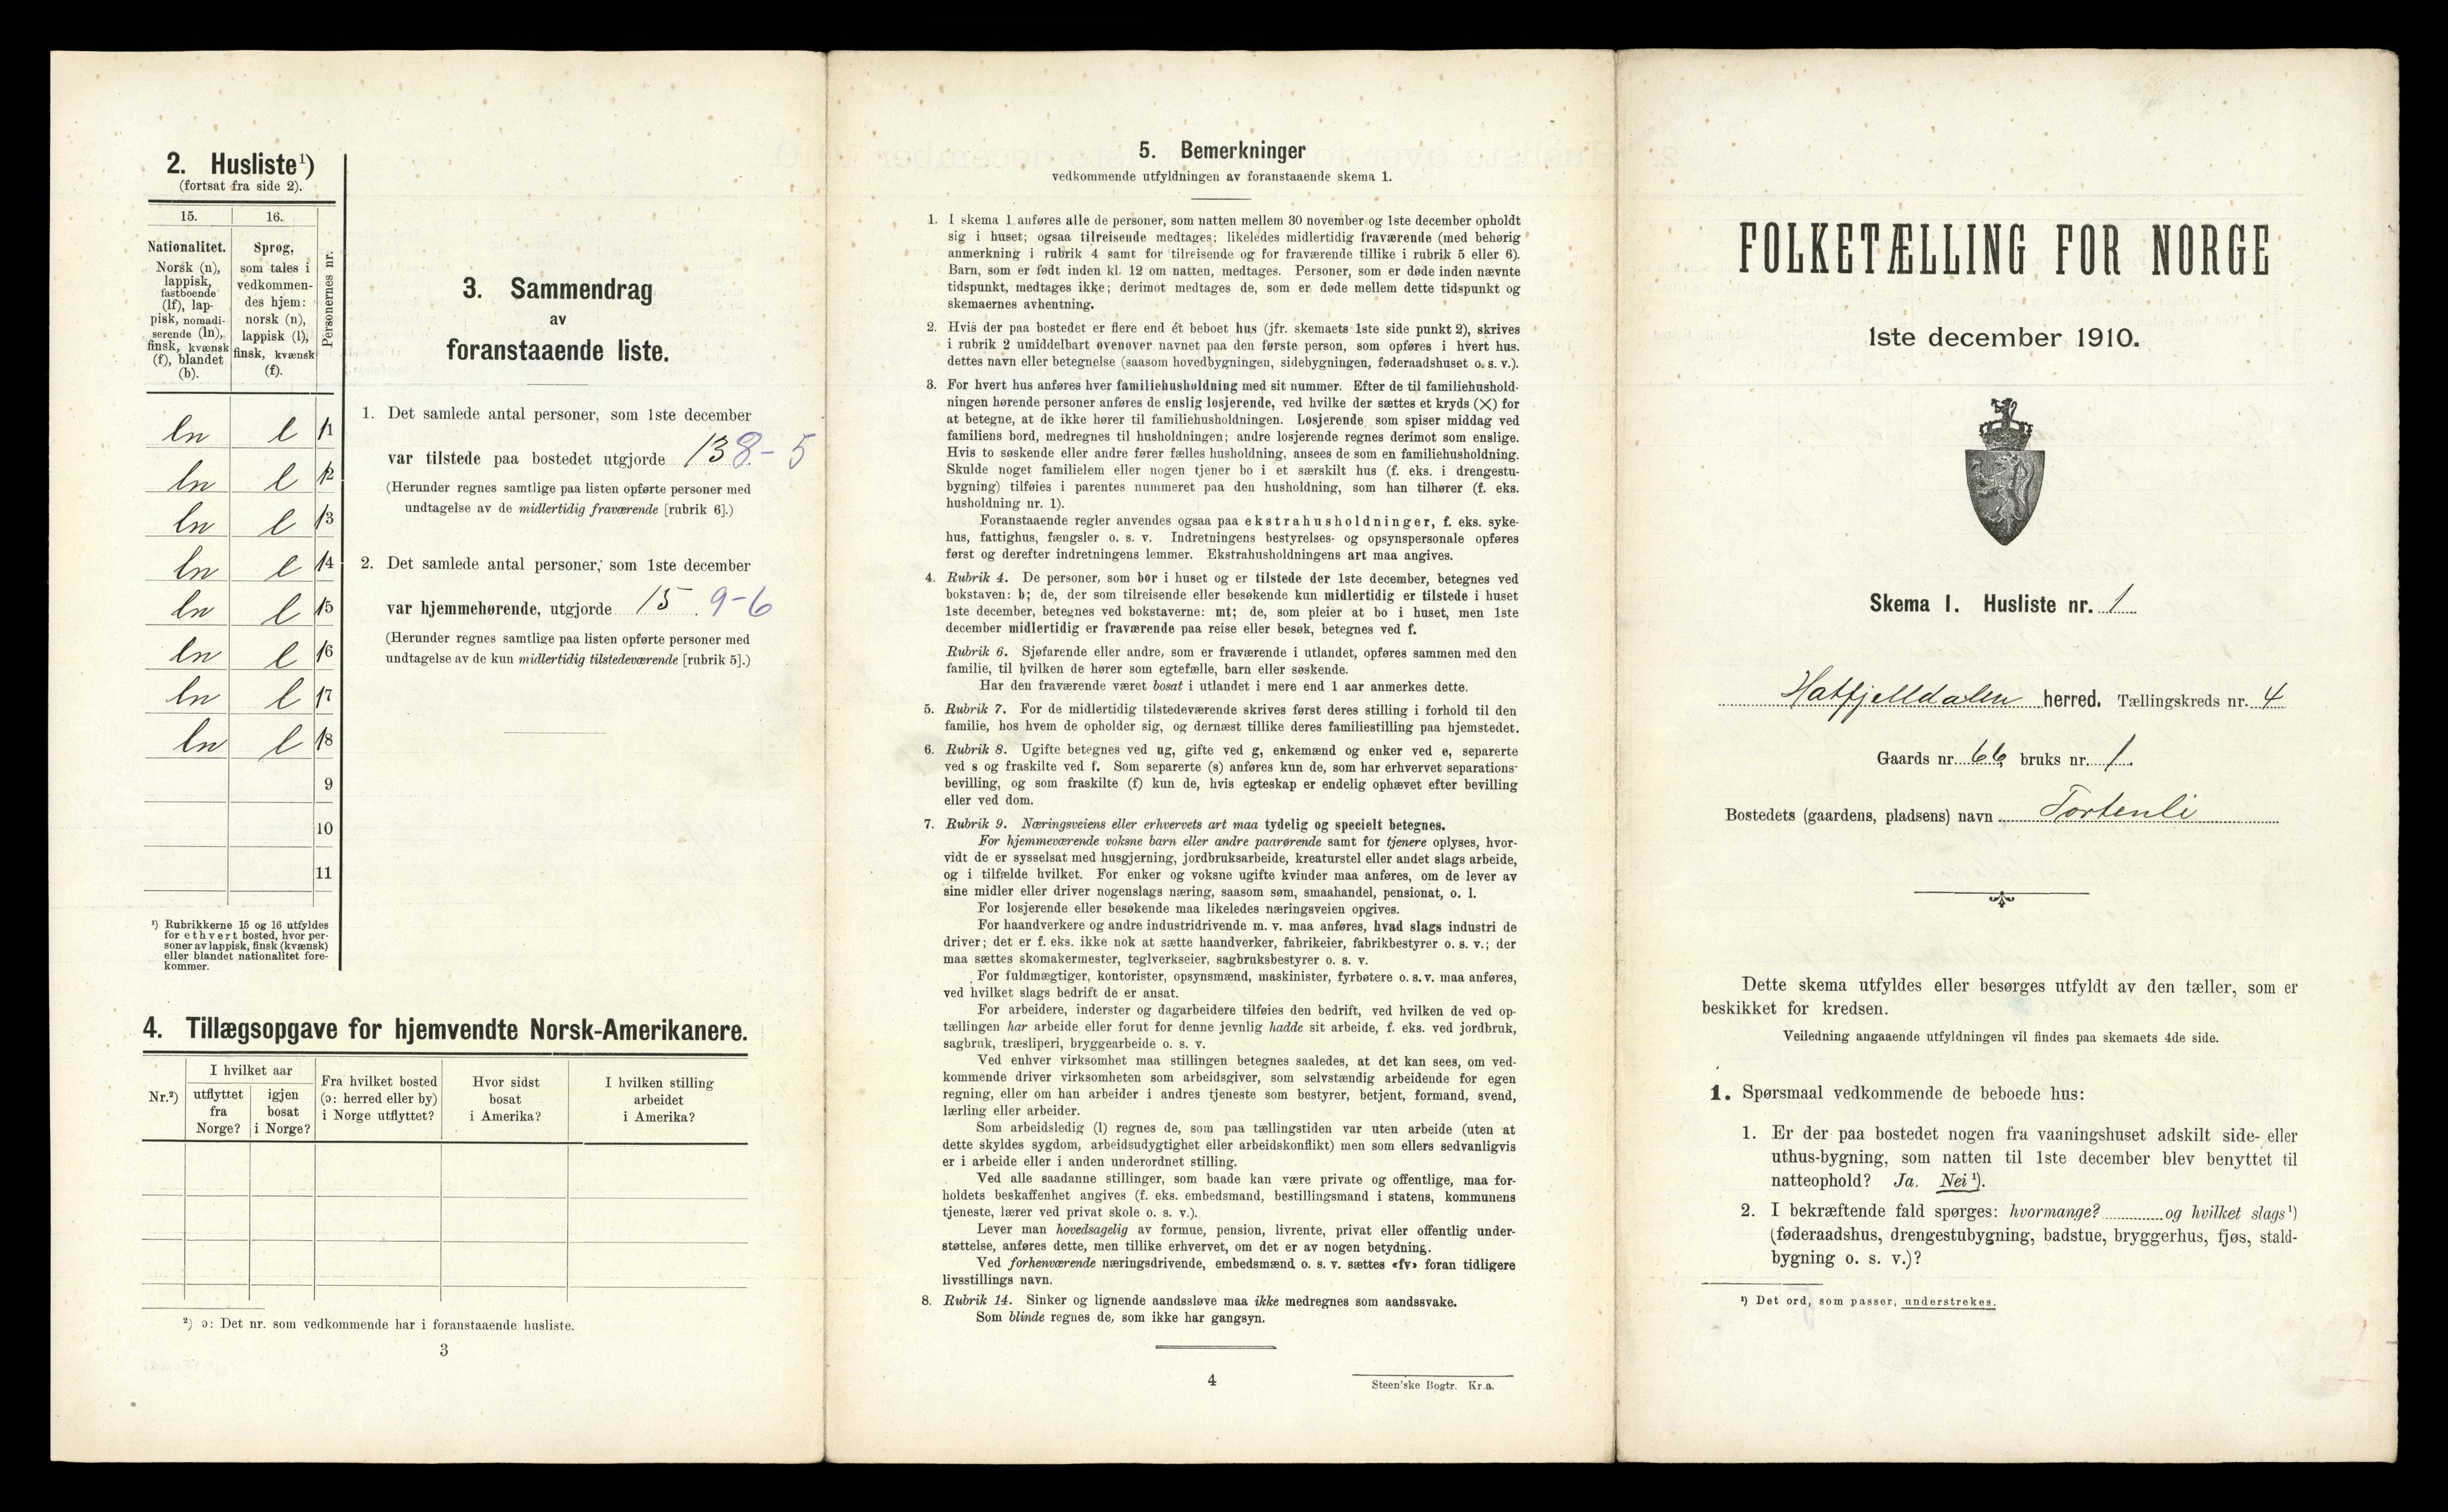 2. Husliste¹)
(fortsat fra side 2).
15.
16.
Personernes nr.
Nationalitet.
Norsk (n),
lappisk,
fastboende
(lf), lap-
pisk, nomadi-
serende (ln),
finsk, kvænsk
(f), blandet
(b).
Sprog,
som tales i
vedkommen-
des hjem:
norsk (n),
lappisk (l),
finsk, kvænsk
(f).
ln l 11
ln l 12
ln l 13
ln l 14
ln l 15
ln l 16
ln l 17
ln l 18
9
10
11
¹) Rubrikkerne 15 og 16 utfyldes
for ethvert bosted, hvor per-
soner av lappisk, finsk (kvænsk)
eller blandet nationalitet fore-
kommer.
3. Sammendrag
av
foranstaaende liste.
1. Det samlede antal personer, som 1ste december
var tilstede paa bostedet utgjorde 13 8-5
(Herunder regnes samtlige paa listen opførte personer med
undtagelse av de midlertidig fraværende [rubrik 6].)
2. Det samlede antal personer, som 1ste december
var hjemmehørende, utgjorde 15 9-6
(Herunder regnes samtlige paa listen opførte personer med
undtagelse av de kun midlertidig tilstedeværende [rubrik 5].)
4. Tillægsopgave for hjemvendte Norsk-Amerikanere.
Nr.²)
I hvilket aar
utflyttet
fra
Norge?
igjen
bosat
i Norge?
Fra hvilket bosted
(ɔ: herred eller by)
i Norge utflyttet?
Hvor sidst
bosat
i Amerika?
I hvilken stilling
arbeidet
i Amerika?
²) ɔ: Det nr. som vedkommende har i foranstaaende husliste.
3
5. Bemerkninger
vedkommende utfyldningen av foranstaaende skema 1.
1. I skema 1 anføres alle de personer, som natten mellem 30 november og 1ste december opholdt
sig i huset; ogsaa tilreisende medtages; likeledes midlertidig fraværende (med behørig
anmerkning i rubrik 4 samt for tilreisende og for fraværende tillike i rubrik 5 eller 6).
Barn, som er født inden kl. 12 om natten, medtages. Personer, som er døde inden nævnte
tidspunkt, medtages ikke; derimot medtages de, som er døde mellem dette tidspunkt og
skemaernes avhentning.
2. Hvis der paa bostedet er flere end ét beboet hus (jfr. skemaets 1ste side punkt 2), skrives
i rubrik 2 umiddelbart ovenover navnet paa den første person, som opføres i hvert hus.
dettes navn eller betegnelse (saasom hovedbygningen, sidebygningen, føderaadshuset o. s. v.).
3. For hvert hus anføres hver familiehusholdning med sit nummer. Efter de til familiehushold-
ningen hørende personer anføres de enslig losjerende, ved hvilke der sættes et kryds (X) for
at betegne, at de ikke hører til familiehusholdningen. Losjerende som spiser middag ved
familiens bord, medregnes til husholdningen; andre losjerende regnes derimot som enslige.
Hvis to søskende eller andre fører fælles husholdning, ansees de som en familiehusholdning.
Skulde noget familielem eller nogen tjener bo i et særskilt hus (f. eks. i drengestu-
bygning) tilføies i parentes nummeret paa den husholdning, som han tilhører (f. eks.
husholdning nr. 1).
Foranstaaende regler anvendes ogsaa paa ekstrahusholdninger, f. eks. syke-
hus, fattighus, fængsler o. s. v. Indretningens bestyrelses- og opsynspersonale opføres
først og derefter indretningens lemmer. Ekstrahusholdningens art maa angives.
4. Rubrik 4. De personer, som bor i huset og er tilstede der 1ste december, betegnes ved
bokstaven: b; de, der som tilreisende eller besøkende kun midlertidig er tilstede i huset
1ste december, betegnes ved bokstaverne: mt; de, som pleier at bo i huset, men 1ste
december midlertidig er fraværende paa reise eller besøk, betegnes ved f.
Rubrik 6. Sjøfarende eller andre, som er fraværende i utlandet, opføres sammen med den
familie, til hvilken de hører som egtefælle, barn eller søskende.
Har den fraværende været bosat i utlandet i mere end 1 aar anmerkes dette.
5. Rubrik 7. For de midlertidig tilstedeværende skrives først deres stilling i forhold til den
familie, hos hvem de opholder sig, og dernæst tillike deres familiestilling paa hjemstedet.
6. Rubrik 8. Ugifte betegnes ved ug, gifte ved g, enkemænd og enker ved e, separerte
ved s og fraskilte ved f. Som separerte (s) anføres kun de, som har erhvervet separations-
bevilling, og som fraskilte (f) kun de, hvis egteskap er endelig ophævet efter bevilling
eller ved dom.
7. Rubrik 9. Næringsveiens eller erhvervets art maa tydelig og specielt betegnes.
For hjemmeværende voksne barn eller andre paarørende samt for tjenere oplyses, hvor-
vidt de er sysselsat med husgjerning, jordbruksarbeide, kreaturstel eller andet slags arbeide,
og i tilfælde hvilket. For enker og voksne ugifte kvinder maa anføres, om de lever av
sine midler eller driver nogenslags næring, saasom søm, smaahandel, pensionat, o. l.
For losjerende eller besøkende maa likeledes næringsveien opgives.
For haandverkere og andre industridrivende m. v. maa anføres, hvad slags industri de
driver; det er f. eks. ikke nok at sætte haandverker, fabrikeier, fabrikbestyrer o. s. v.; der
maa sættes skomakermester, teglverkseier, sagbruksbestyrer o. s. v.
For fuldmægtiger, kontorister, opsynsmænd, maskinister, fyrbøtere o. s. v. maa anføres,
ved hvilket slags bedrift de er ansat.
For arbeidere, inderster og dagarbeidere tilføies den bedrift, ved hvilken de ved op-
tællingen har arbeide eller forut for denne jevnlig hadde sit arbeide, f. eks. ved jordbruk,
sagbruk, træsliperi, bryggearbeide o. s. v.
Ved enhver virksomhet maa stillingen betegnes saaledes, at det kan sees, om ved-
kommende driver virksomheten som arbeidsgiver, som selvstændig arbeidende for egen
regning, eller om han arbeider i andres tjeneste som bestyrer, betjent, formand, svend,
lærling eller arbeider.
Som arbeidsledig (l) regnes de, som paa tællingstiden var uten arbeide (uten at
dette skyldes sygdom, arbeidsudygtighet eller arbeidskonflikt) men som ellers sedvanligvis
er i arbeide eller i anden underordnet stilling.
Ved alle saadanne stillinger, som baade kan være private og offentlige, maa for-
holdets beskaffenhet angives (f. eks. embedsmand, bestillingsmand i statens, kommunens
tjeneste, lærer ved privat skole o. s. v.).
Lever man hovedsagelig av formue, pension, livrente, privat eller offentlig under-
støttelse, anføres dette, men tillike erhvervet, om det er av nogen betydning.
Ved forhenværende næringsdrivende, embedsmænd o. s. v. sættes «fv» foran tidligere
livsstillings navn.
8. Rubrik 14. Sinker og lignende aandssløve maa ikke medregnes som aandssvake.
Som blinde regnes de, som ikke har gangsyn.
4
Steen'ske Bogtr. Kr.a.
FOLKETÆLLING FOR NORGE
1ste december 1910.
Skema I. Husliste nr. 1
Hatfjelldalen herred. Tællingskreds nr. 4
Gaards nr. 66 bruks nr. 1.
Bostedets (gaardens, pladsens) navn Tortenli
Dette skema utfyldes eller besørges utfyldt av den tæller, som er
beskikket for kredsen.
Veiledning angaaende utfyldningen vil findes paa skemaets 4de side.
1. Spørsmaal vedkommende de beboede hus:
1. Er der paa bostedet nogen fra vaaningshuset adskilt side- eller
uthus-bygning, som natten til 1ste december blev benyttet til
natteophold? Ja. Nei¹).
2. I bekræftende fald spørges: hvormange? og hvilket slags¹)
(føderaadshus, drengestubygning, badstue, bryggerhus, fjøs, stald-
bygning o. s. v.)?
¹) Det ord, som passer, understrekes.